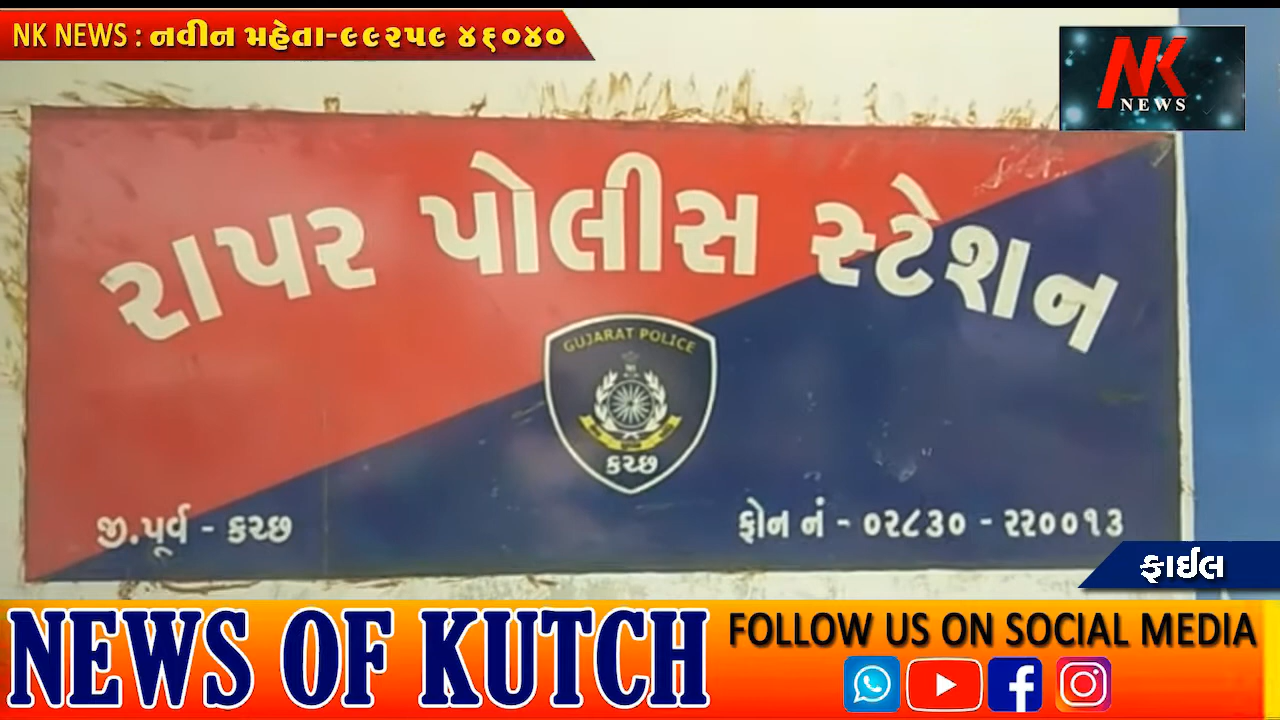 NK NEWS : નવીન મહેતા-૯૯૨૫૯ ૪૬૦૪૦
NK
NEWS
રાપર પોલીસ સ્ટેશન
GUJARAT POLICE
કચ્છ
જી.પૂર્વ - કચ્છ
ફોન નં - ૦૨૮૩૦ - ૨૨૦૦૧૩
ફાઈલ
NEWS OF KUTCH
FOLLOW US ON SOCIAL MEDIA